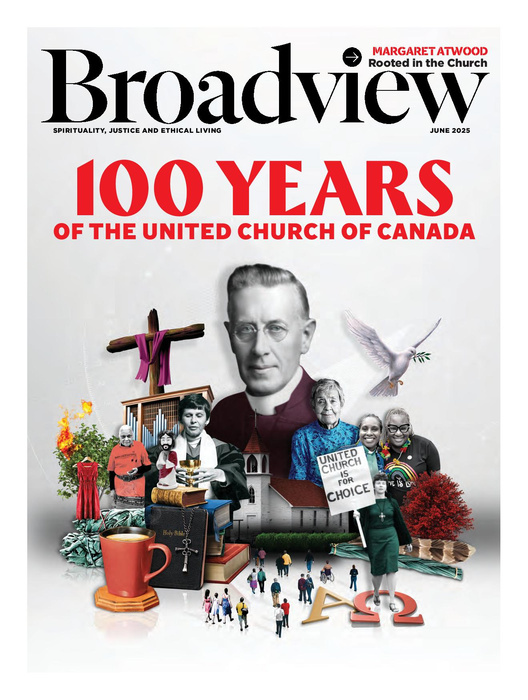 MARGARET ATWOOD
Rooted in the Church
Broadview
SPIRITUALITY, JUSTICE AND ETHICAL LIVING
JUNE 2025
100 YEARS
OF THE UNITED CHURCH OF CANADA
UNITED
CHURCH
IS
FOR
CHOICE
Holy Bible
Α Ω